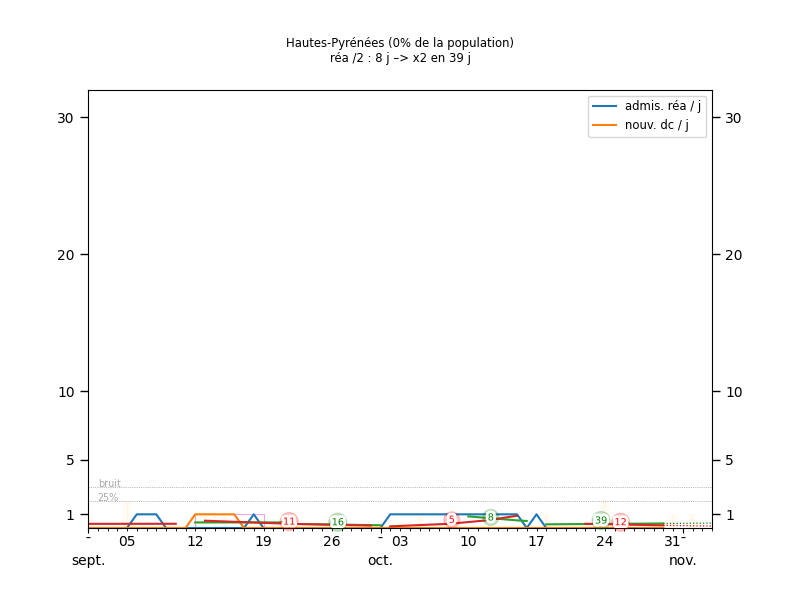 Hautes-Pyrénées (0% de la population)
réa /2 : 8 j –> x2 en 39 j
admis. réa / j
nouv. dc / j
30
30
20
20
10
10
5
5
bruit
25%
1
1
11
16
5
8
39
12
- 05 12 19 26 - 03 10 17 24 31 -
sept. oct. nov.